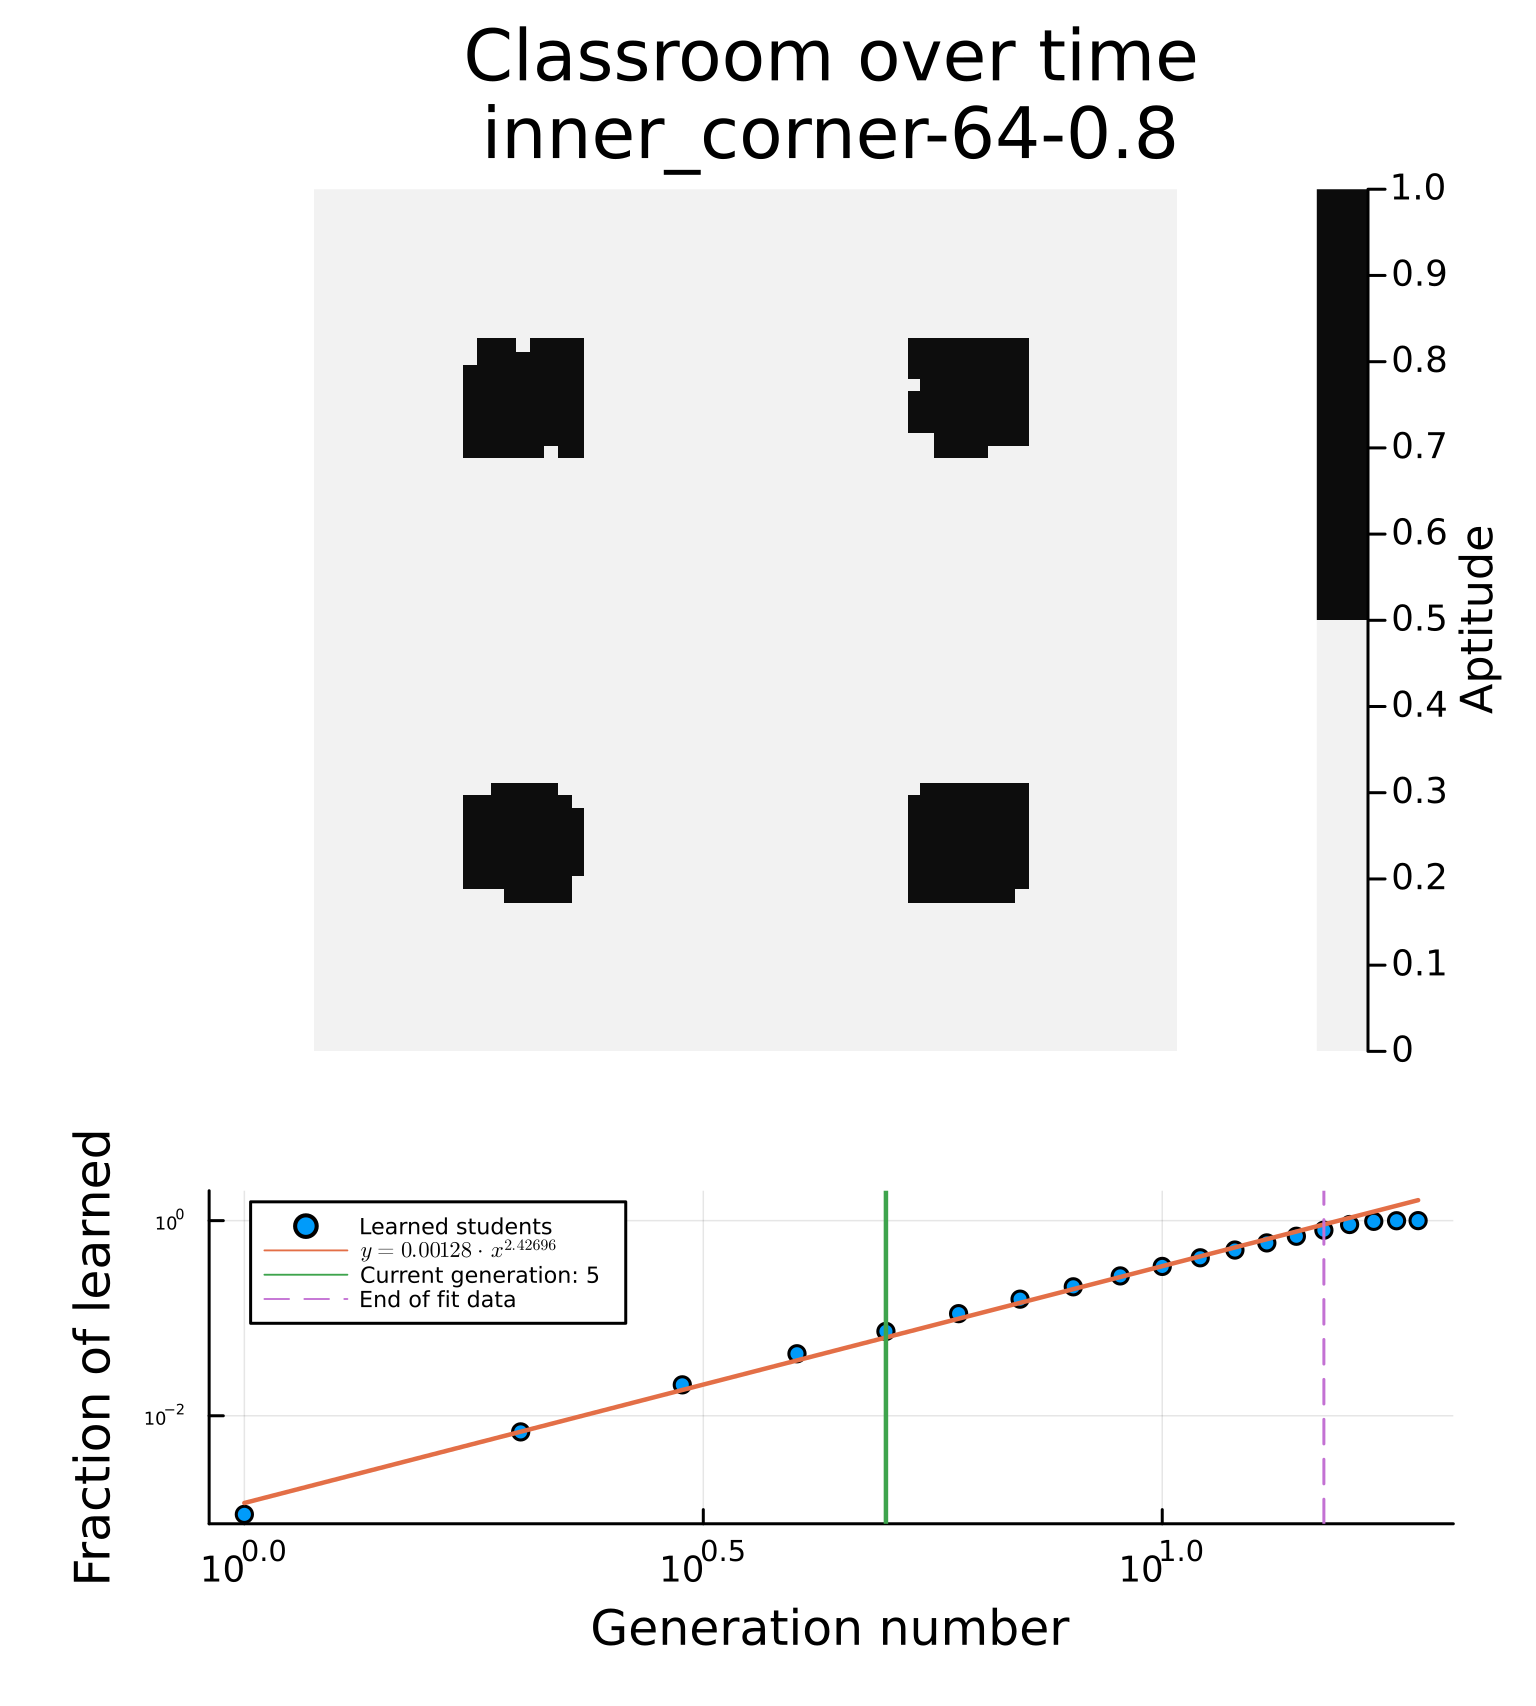 Classroom over time
inner_corner-64-0.8
1.0
0.9
0.8
0.7
0.6
0.5
0.4
0.3
0.2
0.1
0
Aptitude
Fraction of learned
10⁰
10⁻²
Learned students
y = 0.00128 · x^2.42696
Current generation: 5
End of fit data
10^0.0
10^0.5
10^1.0
Generation number